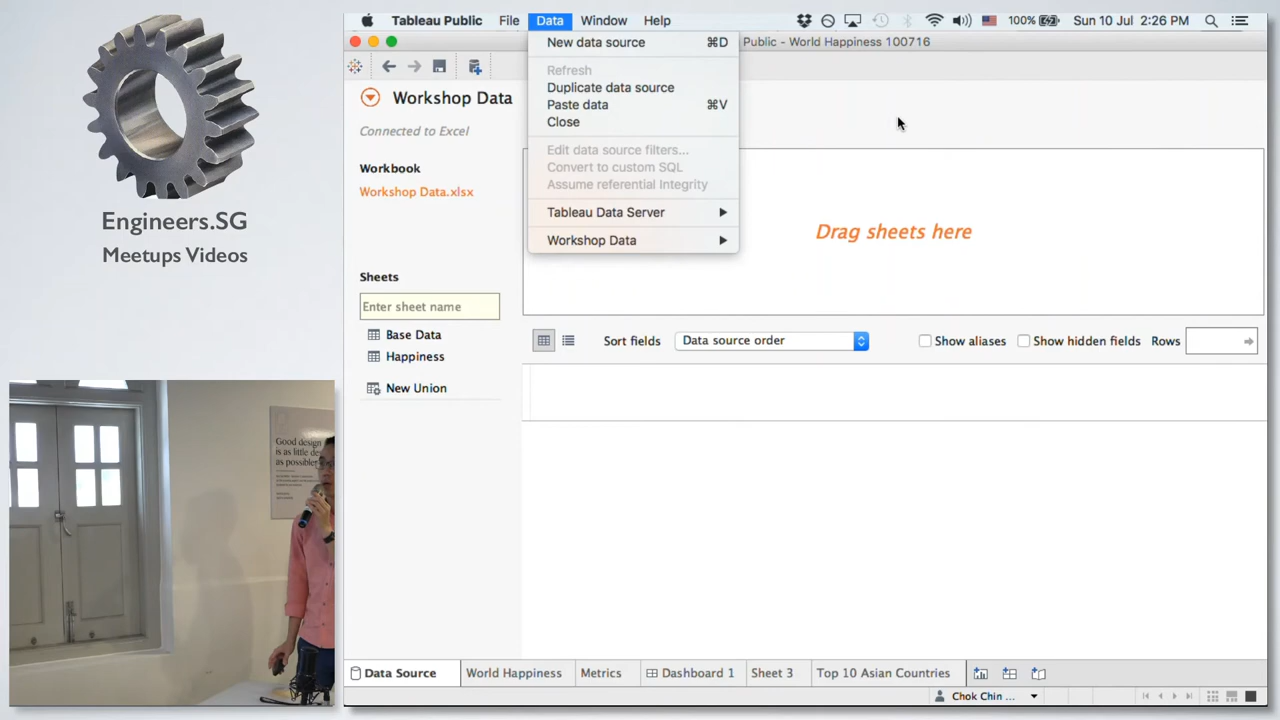 Engineers.SG
Meetups Videos
Good design
is as little de
as possible?
Tableau Public File Data Window Help 100% Sun 10 Jul 2:26 PM
Public - World Happiness 100716
New data source ⌘D
Refresh
Duplicate data source
Paste data ⌘V
Close
Edit data source filters...
Convert to custom SQL
Assume referential Integrity
Tableau Data Server
Workshop Data
Workshop Data
Connected to Excel
Workbook
Workshop Data.xlsx
Sheets
Enter sheet name
Base Data
Happiness
New Union
Drag sheets here
Sort fields Data source order Show aliases Show hidden fields Rows
Data Source World Happiness Metrics Dashboard 1 Sheet 3 Top 10 Asian Countries
Chok Chin ...